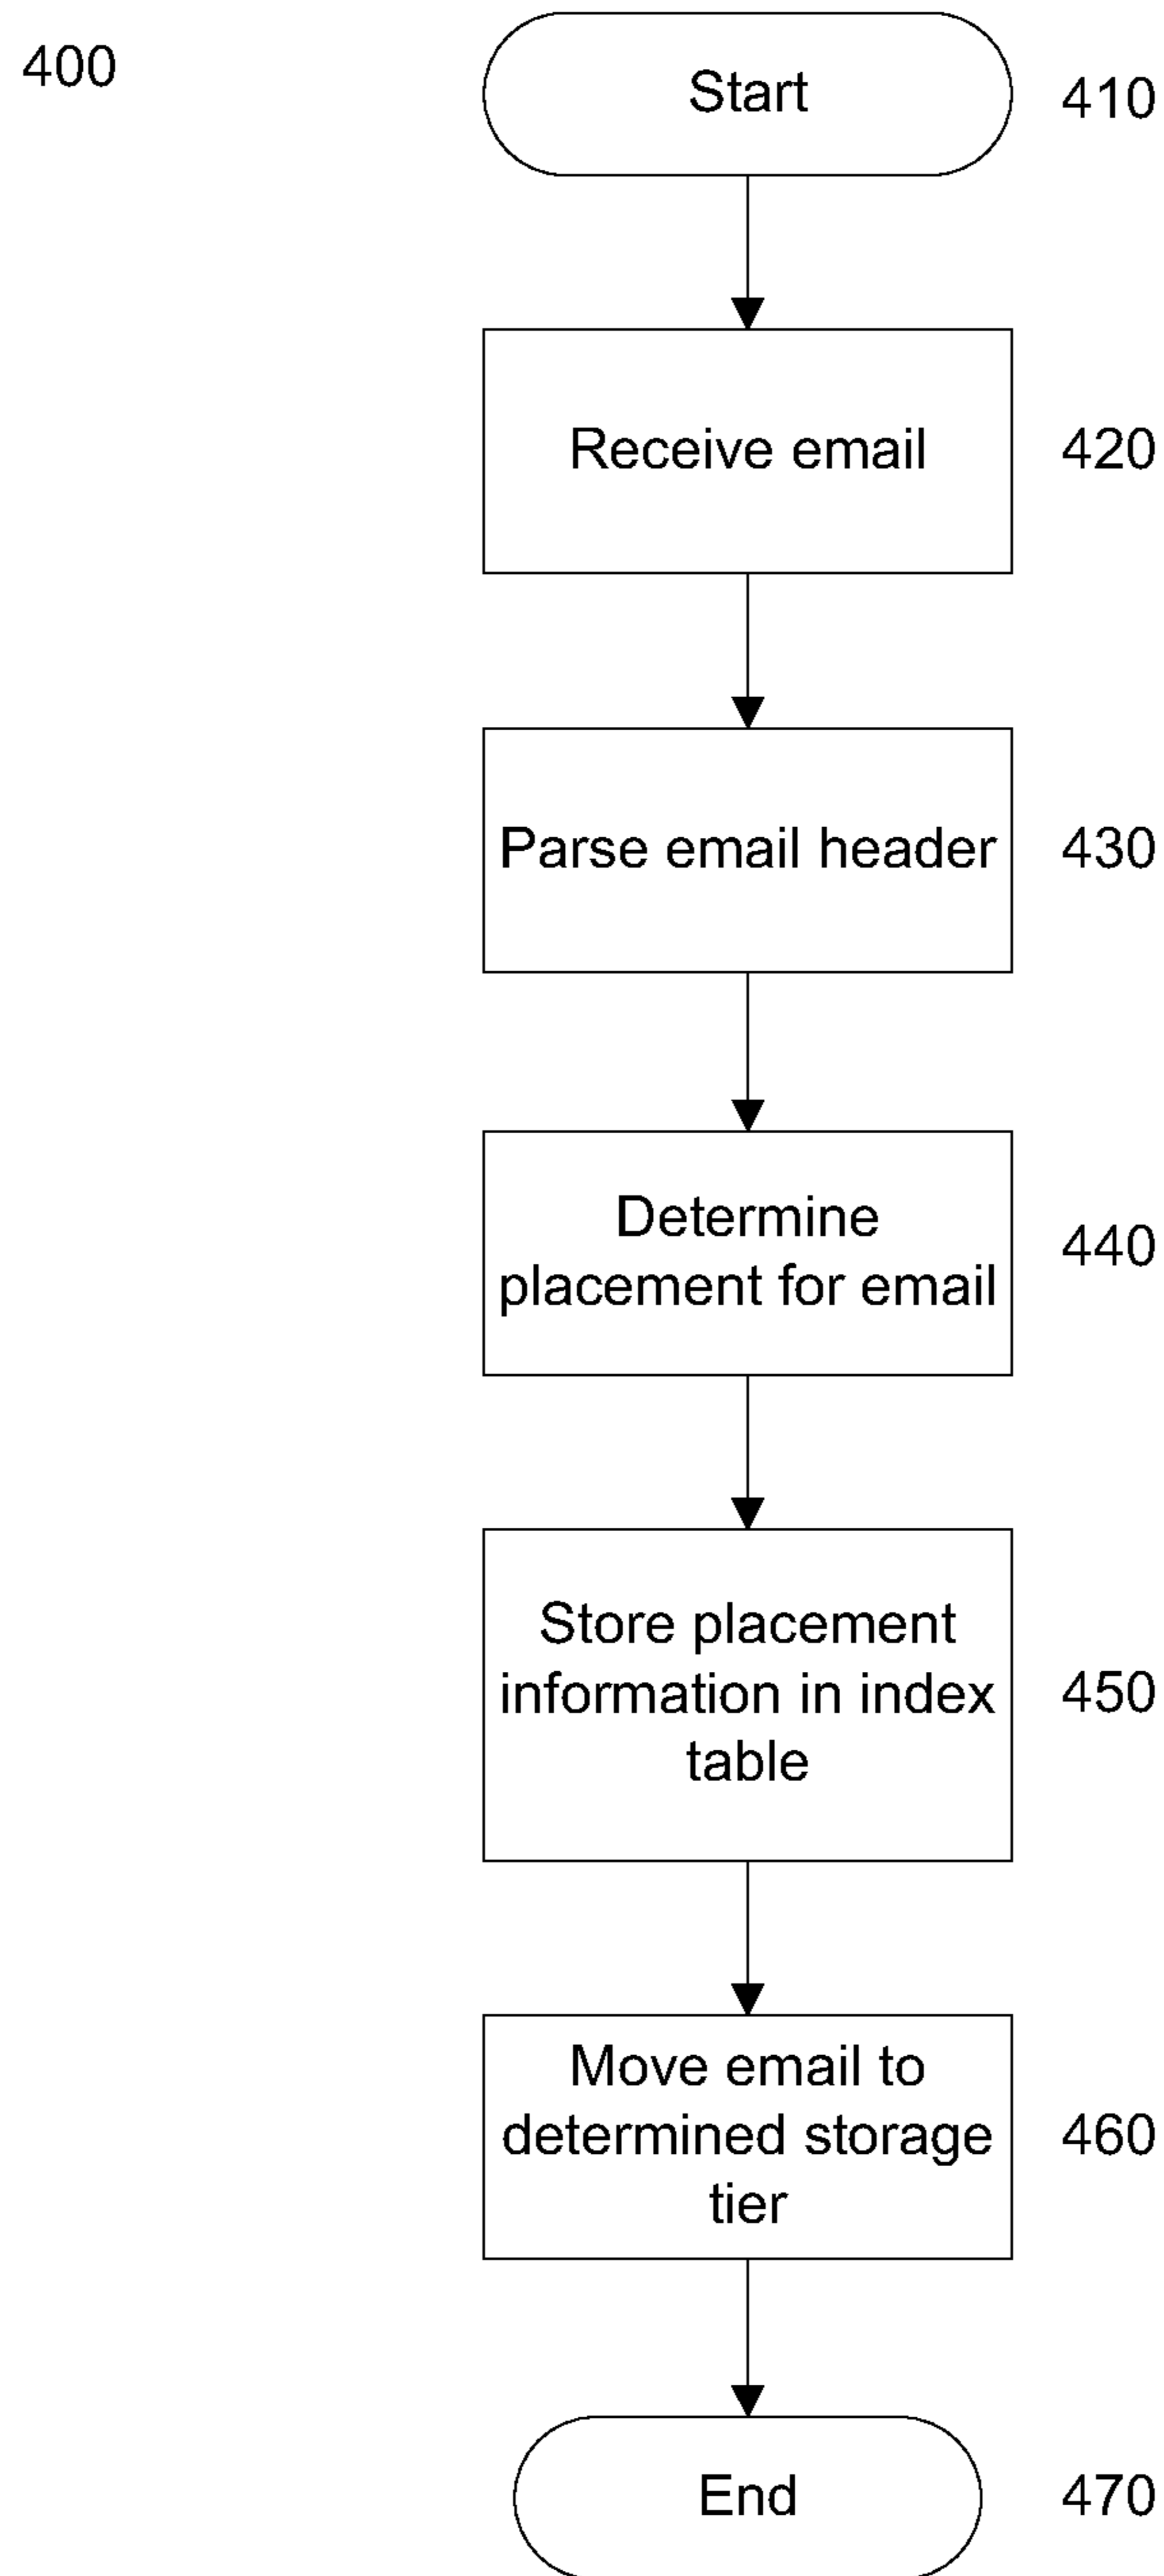 400
Start
410
Receive email
420
Parse email header
430
Determine
placement for email
440
Store placement
information in index
table
450
Move email to
determined storage
tier
460
End
470